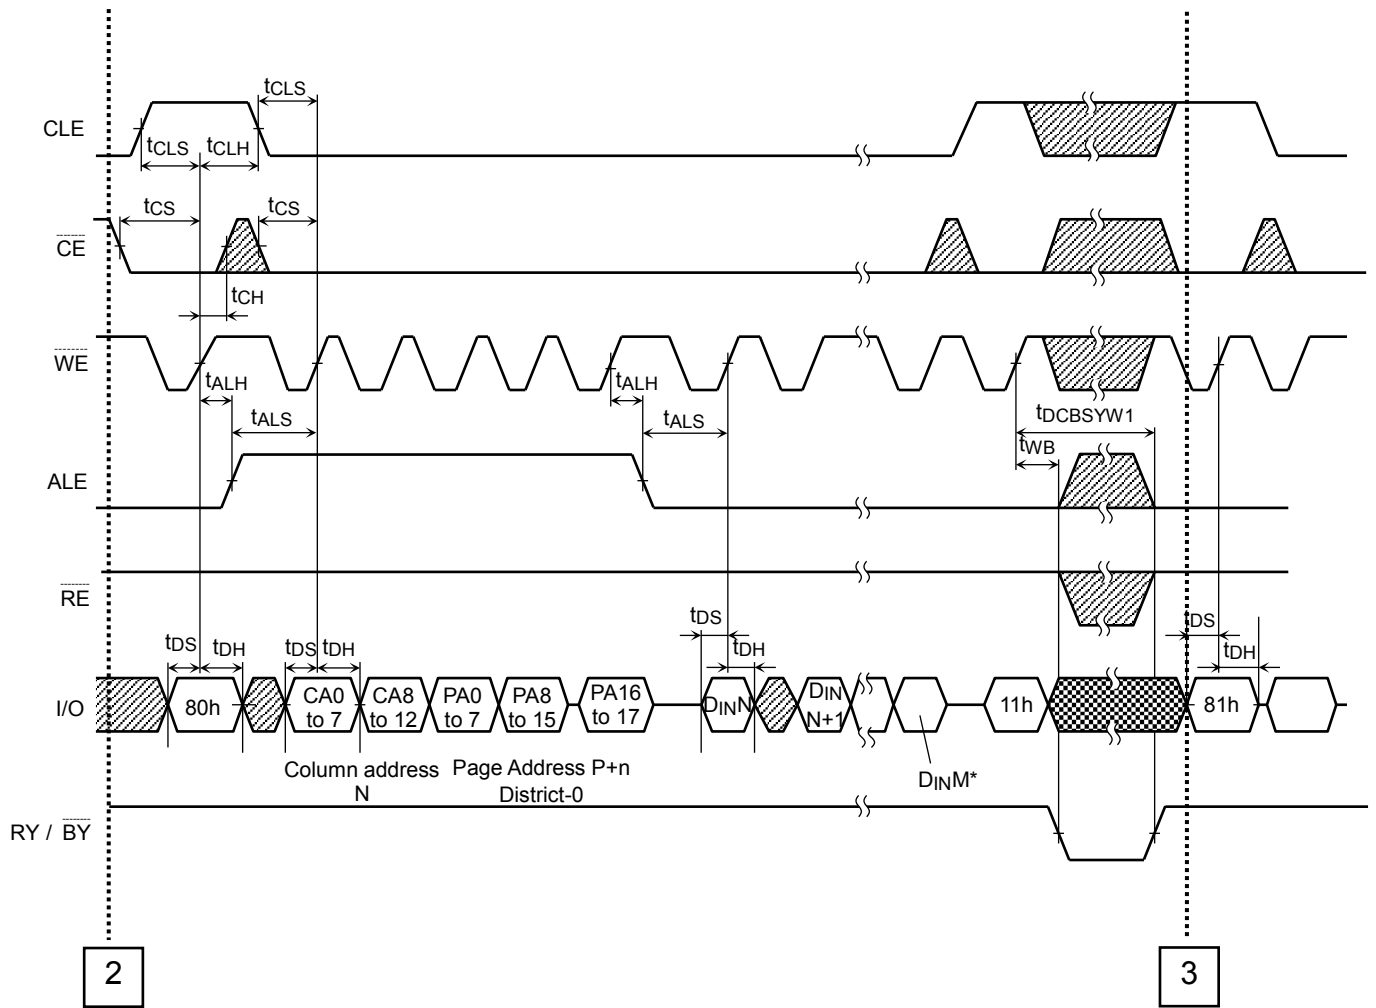 tCLS
CLE
tCLS tCLH
tCS tCS
CE
tCH
WE
tALH tALH
tALS tALS tDCBSYW1
tWB
ALE
RE
tDS tDH tDS tDH tDS tDH tDS tDH
I/O 80h CA0 to 7 CA8 to 12 PA0 to 7 PA8 to 15 PA16 to 17 DINN DIN N+1 11h 81h
Column address N
Page Address P+n
District-0
DINM*
RY / BY
2 3